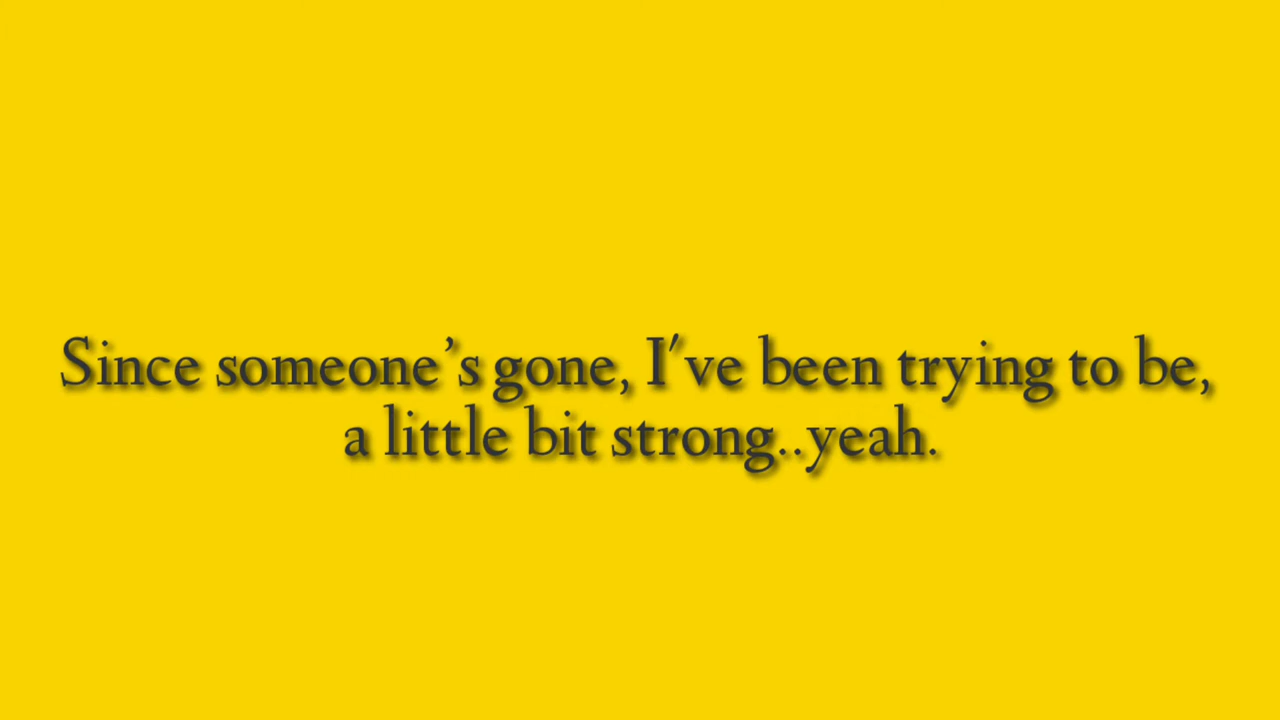 Since someone’s gone, I've been trying to be,
a little bit strong..yeah.